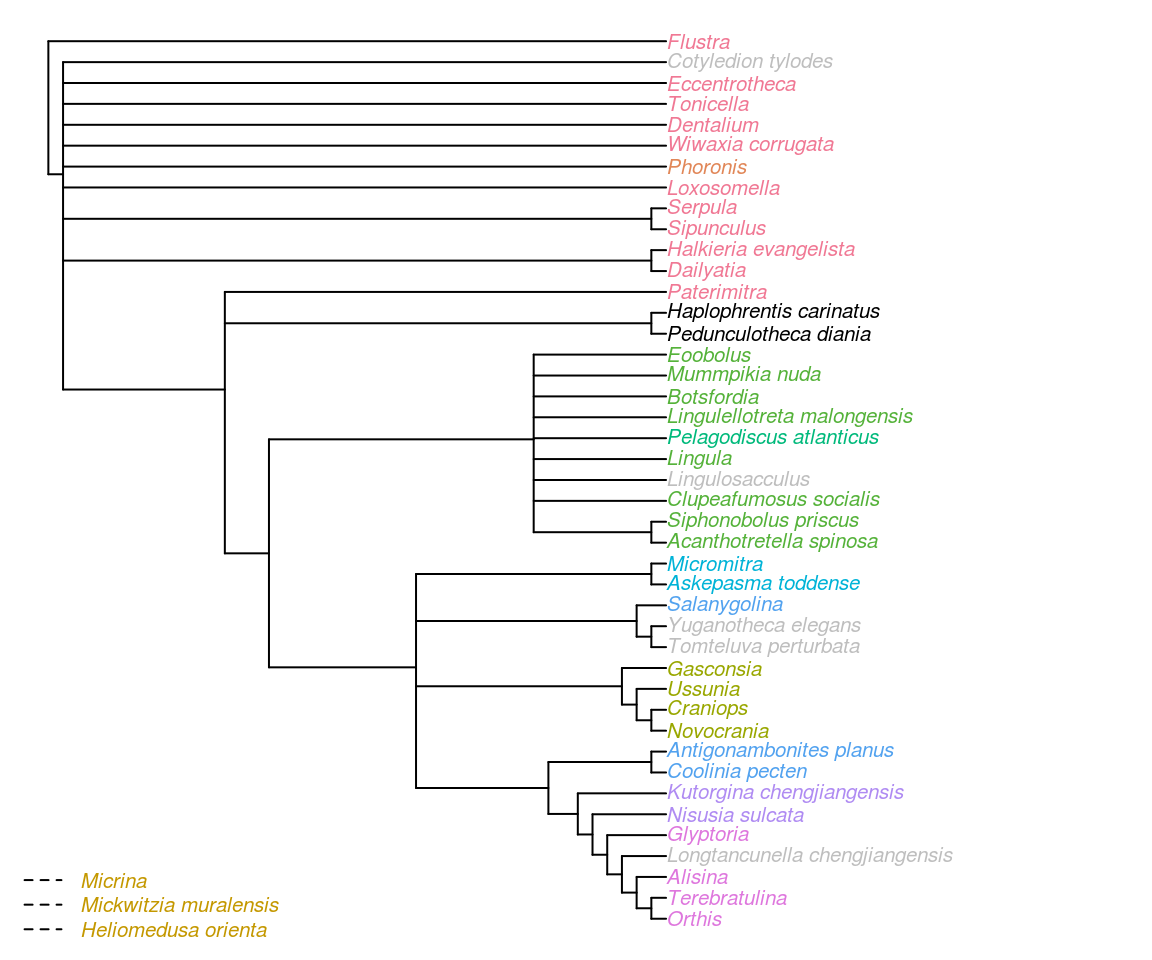 Flustra
Cotyledion tylodes
Eccentrotheca
Tonicella
Dentalium
Wiwaxia corrugata
Phoronis
Loxosomella
Serpula
Sipunculus
Halkieria evangelista
Dailyatia
Paterimitra
Haplophrentis carinatus
Pedunculotheca diania
Eoobolus
Mummpikia nuda
Botsfordia
Lingulellotreta malongensis
Pelagodiscus atlanticus
Lingula
Lingulosacculus
Clupeafumosus socialis
Siphonobolus priscus
Acanthotretella spinosa
Micromitra
Askepasma toddense
Salanygolina
Yuganotheca elegans
Tomteluva perturbata
Gasconsia
Ussunia
Craniops
Novocrania
Antigonambonites planus
Coolinia pecten
Kutorgina chengjiangensis
Nisusia sulcata
Glyptoria
Longtancunella chengjiangensis
Alisina
Terebratulina
Orthis
Micrina
Mickwitzia muralensis
Heliomedusa orienta